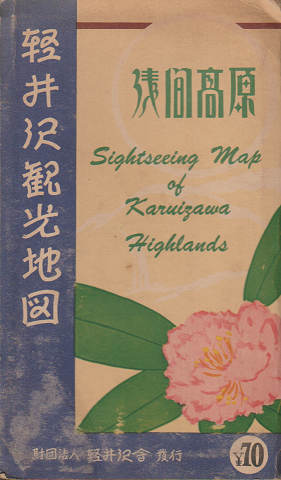 軽井沢観光地図
浅间高原
Sightseeing Map
of
Karuizawa
Highlands
財団法人 軽井沢会 發行
¥70